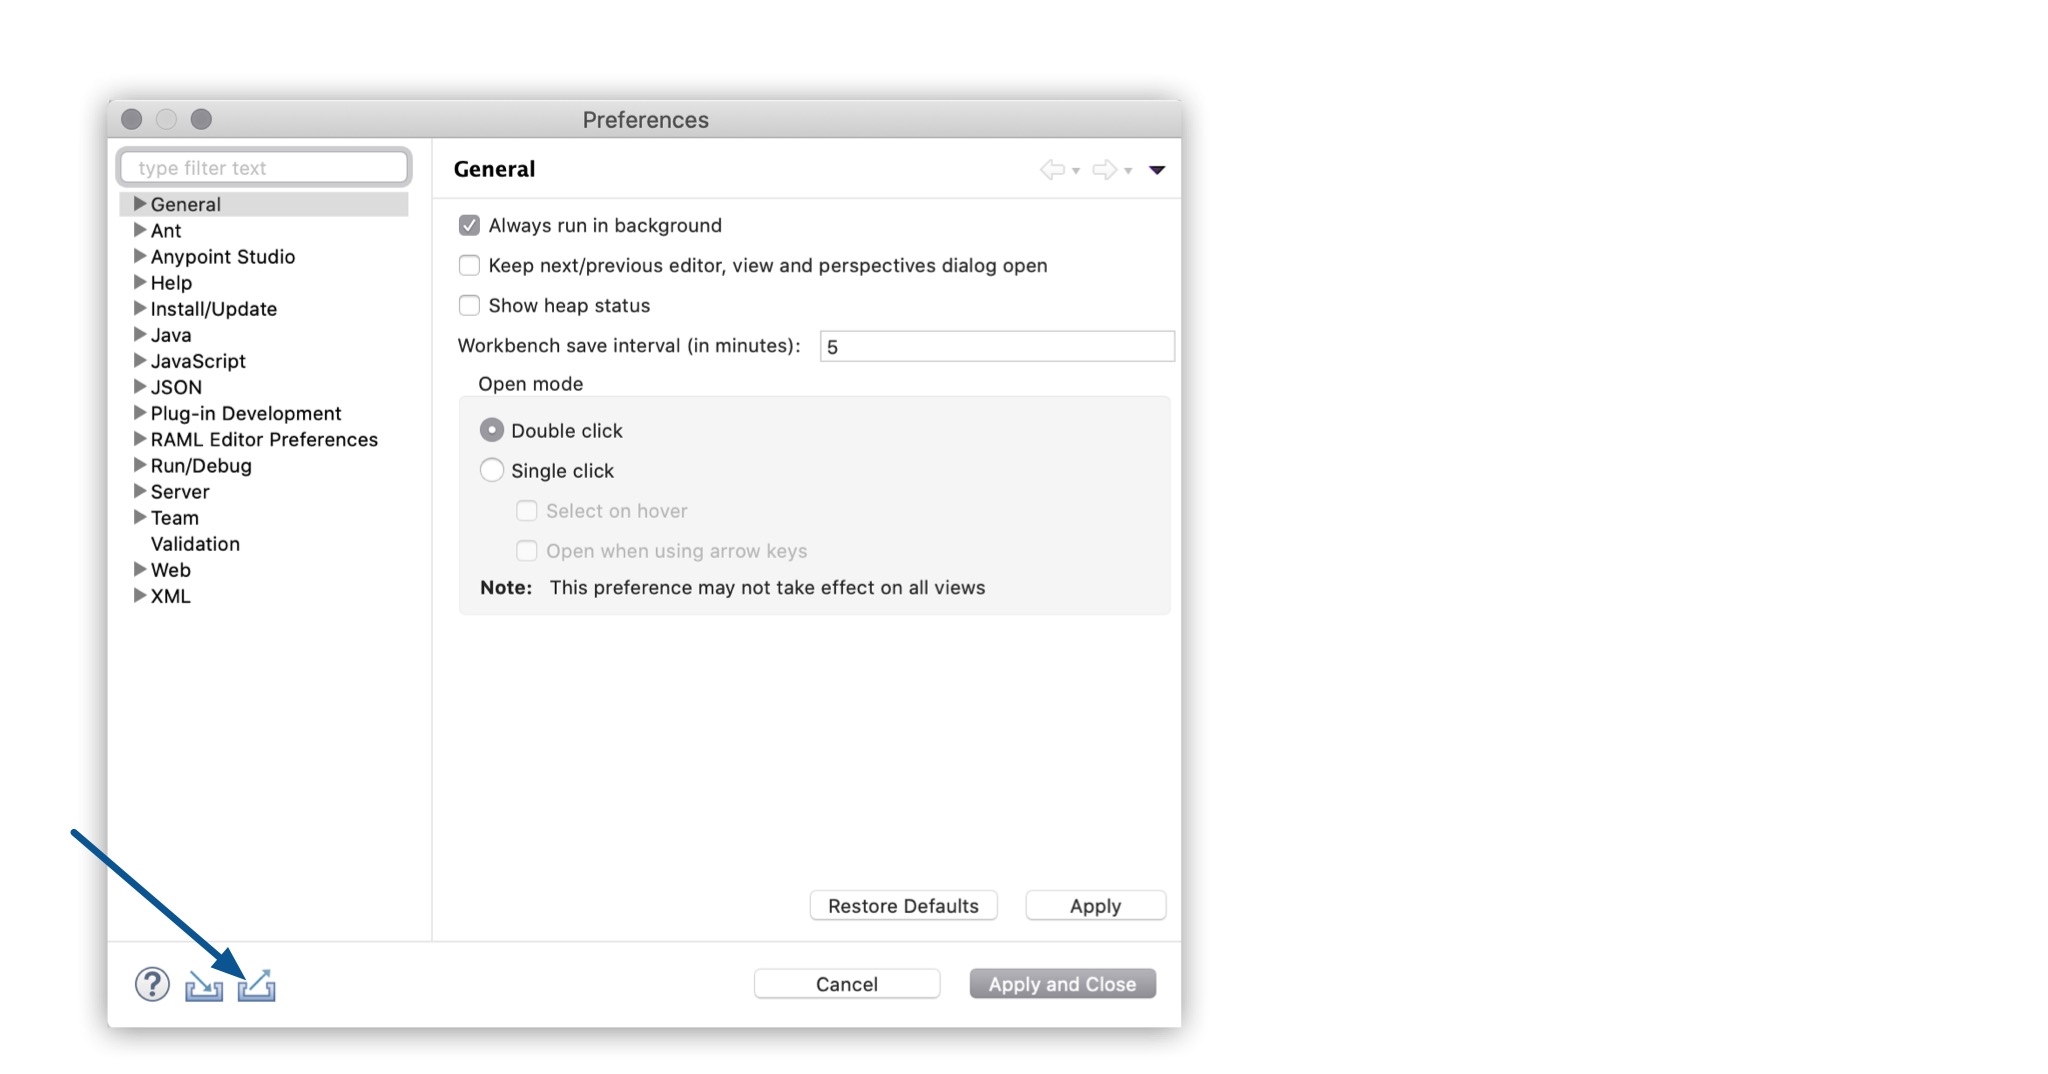 Preferences
type filter text
General
Ant
Anypoint Studio
Help
Install/Update
Java
JavaScript
JSON
Plug-in Development
RAML Editor Preferences
Run/Debug
Server
Team
Validation
Web
XML
General
Always run in background
Keep next/previous editor, view and perspectives dialog open
Show heap status
Workbench save interval (in minutes): 5
Open mode
Double click
Single click
Select on hover
Open when using arrow keys
Note: This preference may not take effect on all views
Restore Defaults Apply
? Cancel Apply and Close